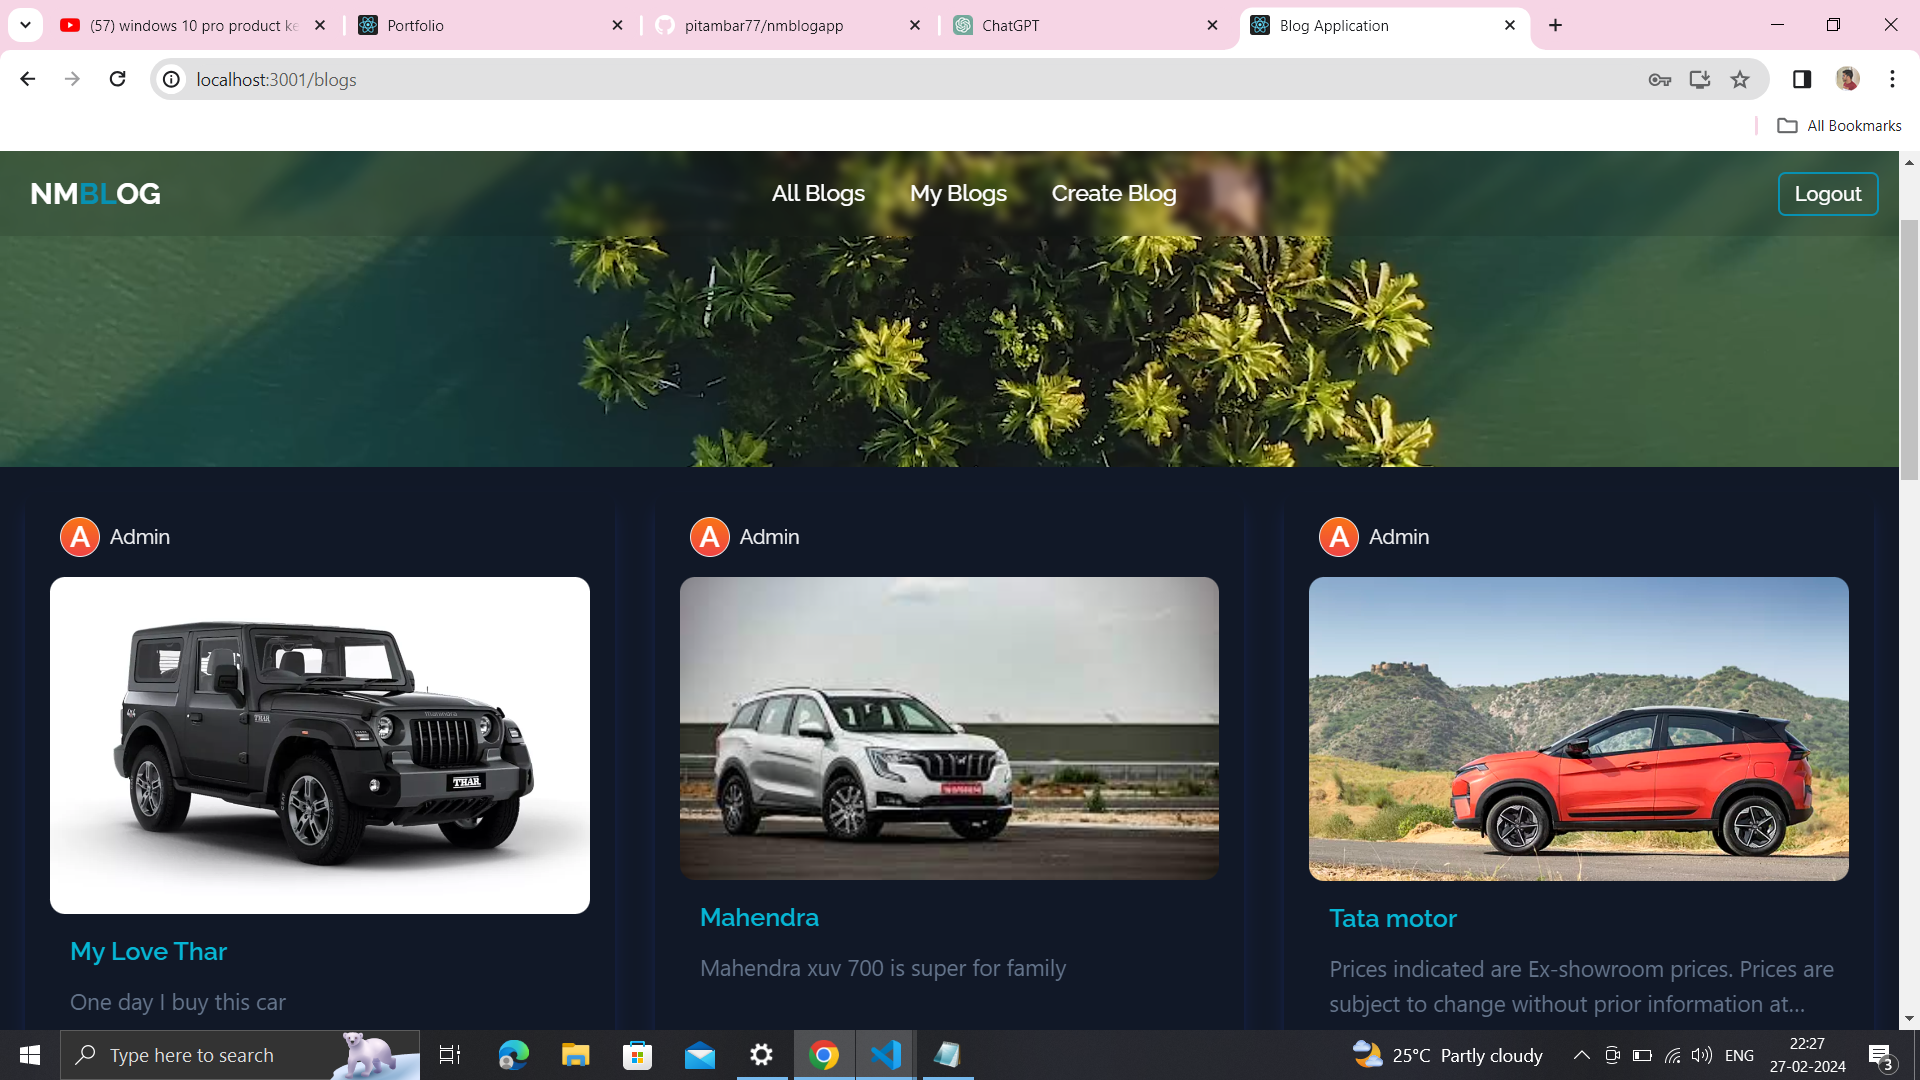 (57) windows 10 pro product ke
Portfolio
pitambar77/nmblogapp
ChatGPT
Blog Application
localhost:3001/blogs
All Bookmarks
NMBLOG
All Blogs
My Blogs
Create Blog
Logout
A Admin
A Admin
A Admin
4x4
THAR
mahindra
THAR
My Love Thar
One day I buy this car
Mahendra
Mahendra xuv 700 is super for family
Tata motor
Prices indicated are Ex-showroom prices. Prices are
subject to change without prior information at...
Type here to search
25°C Partly cloudy
ENG
22:27
27-02-2024
3